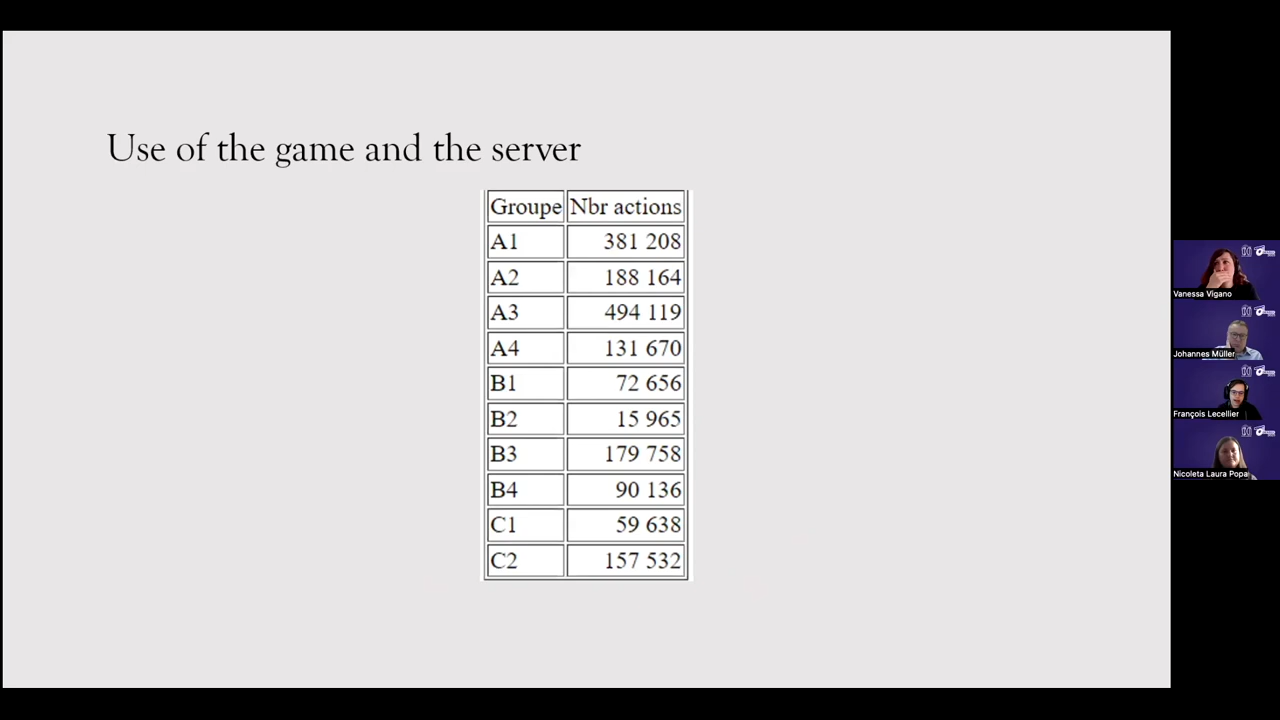 Use of the game and the server
Groupe Nbr actions
A1 381 208
A2 188 164
A3 494 119
A4 131 670
B1 72 656
B2 15 965
B3 179 758
B4 90 136
C1 59 638
C2 157 532
Vanessa Vigano
Johannes Müller
François Lecellier
Nicoleta Laura Popa